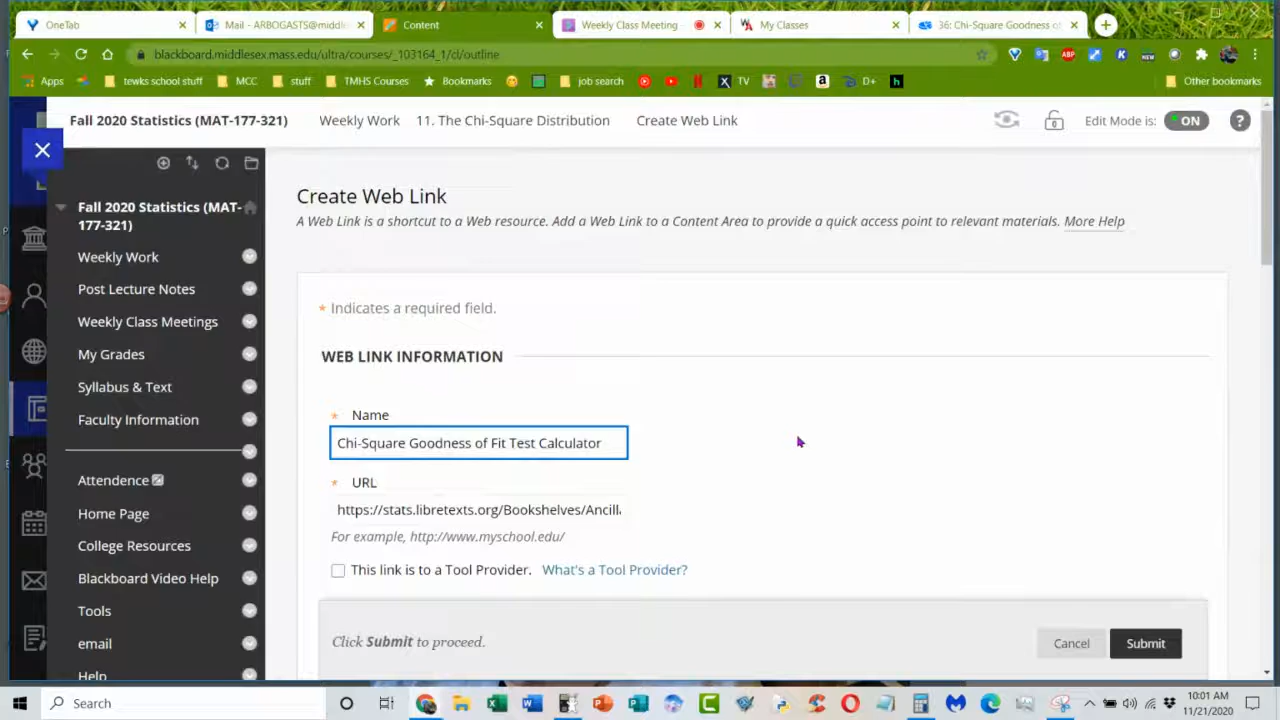 OneTab
Mail - ARBOGASTS@middle
Content
Weekly Class Meeting
My Classes
36: Chi-Square Goodness of
blackboard.middlesex.mass.edu/ultra/courses/_103164_1/cl/outline
Apps
tewks school stuff
MCC
stuff
TMHS Courses
Bookmarks
job search
TV
D+
Other bookmarks
Fall 2020 Statistics (MAT-177-321)
Weekly Work
11. The Chi-Square Distribution
Create Web Link
Edit Mode is:
ON
Fall 2020 Statistics (MAT-
177-321)
Weekly Work
Post Lecture Notes
Weekly Class Meetings
My Grades
Syllabus & Text
Faculty Information
Attendence
Home Page
College Resources
Blackboard Video Help
Tools
email
Help
Create Web Link
A Web Link is a shortcut to a Web resource. Add a Web Link to a Content Area to provide a quick access point to relevant materials. More Help
* Indicates a required field.
WEB LINK INFORMATION
* Name
Chi-Square Goodness of Fit Test Calculator
* URL
https://stats.libretexts.org/Bookshelves/Ancill
For example, http://www.myschool.edu/
This link is to a Tool Provider. What's a Tool Provider?
Click Submit to proceed.
Cancel
Submit
Search
10:01 AM
11/21/2020